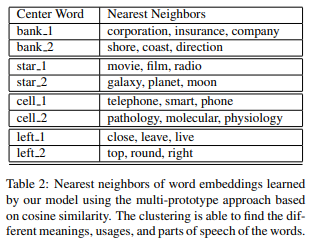 Center Word Nearest Neighbors
bank_1 corporation, insurance, company
bank_2 shore, coast, direction
star_1 movie, film, radio
star_2 galaxy, planet, moon
cell_1 telephone, smart, phone
cell_2 pathology, molecular, physiology
left_1 close, leave, live
left_2 top, round, right
Table 2: Nearest neighbors of word embeddings learned
by our model using the multi-prototype approach based
on cosine similarity. The clustering is able to find the dif-
ferent meanings, usages, and parts of speech of the words.